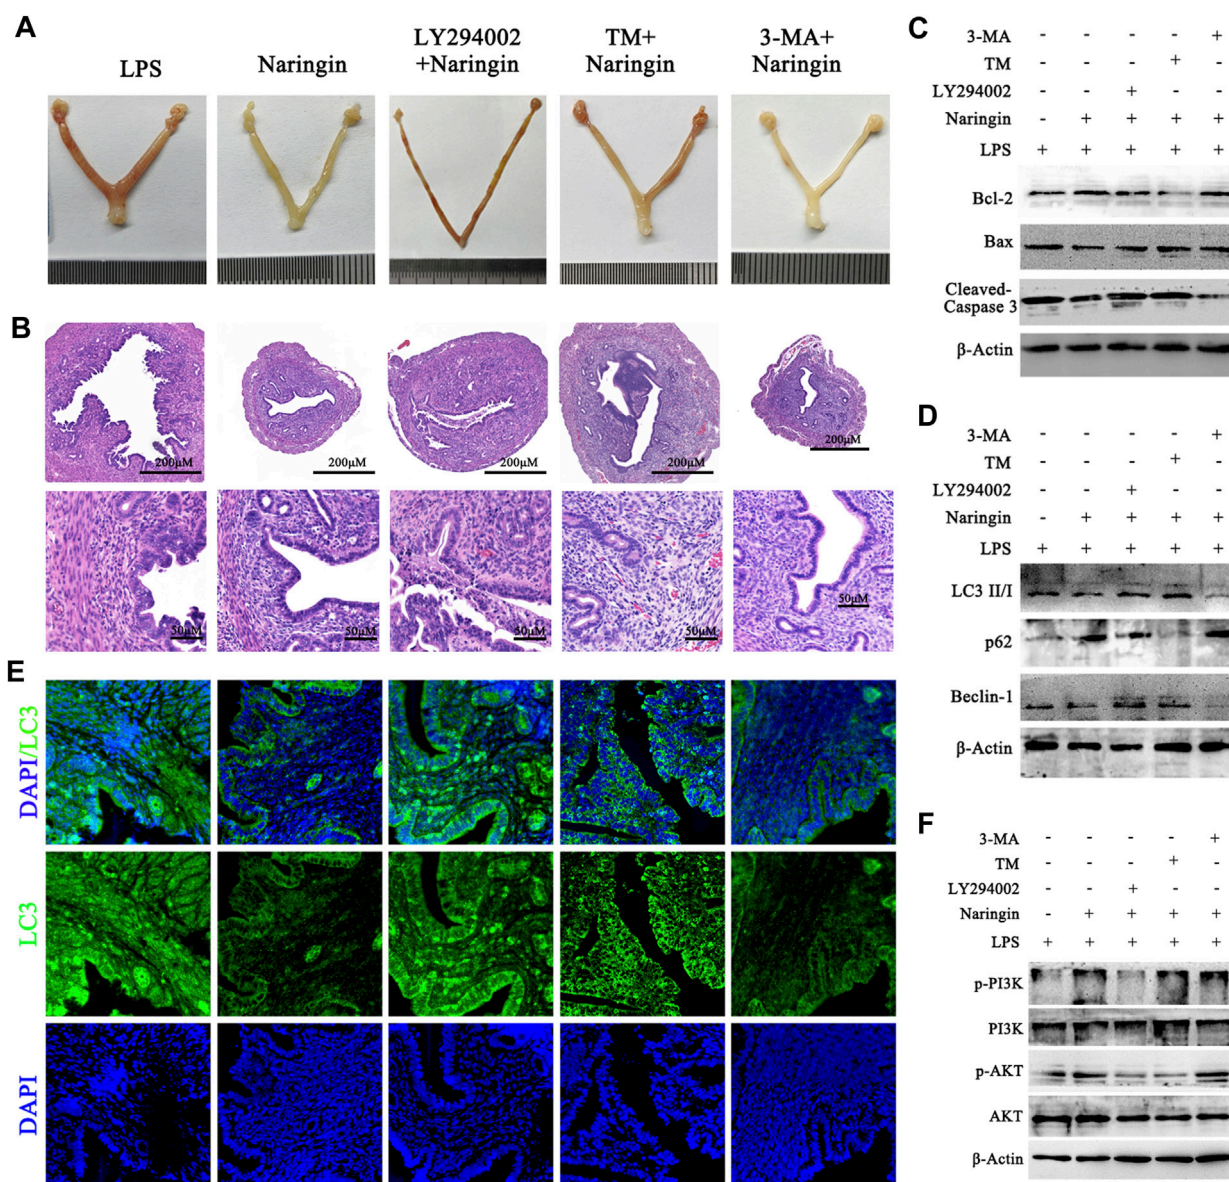 A
LPS
Naringin
LY294002
+Naringin
TM+
Naringin
3-MA+
Naringin
B
200μM
200μM
200μM
200μM
200μM
50μM
50μM
50μM
50μM
50μM
E
DAPI/LC3
LC3
DAPI
C
3-MA - - - - +
TM - - - + -
LY294002 - - + - -
Naringin - + + + +
LPS + + + + +
Bcl-2
Bax
Cleaved-
Caspase 3
β-Actin
D
3-MA - - - - +
TM - - - + -
LY294002 - - + - -
Naringin - + + + +
LPS + + + + +
LC3 II/I
p62
Beclin-1
β-Actin
F
3-MA - - - - +
TM - - - + -
LY294002 - - + - -
Naringin - + + + +
LPS + + + + +
p-PI3K
PI3K
p-AKT
AKT
β-Actin